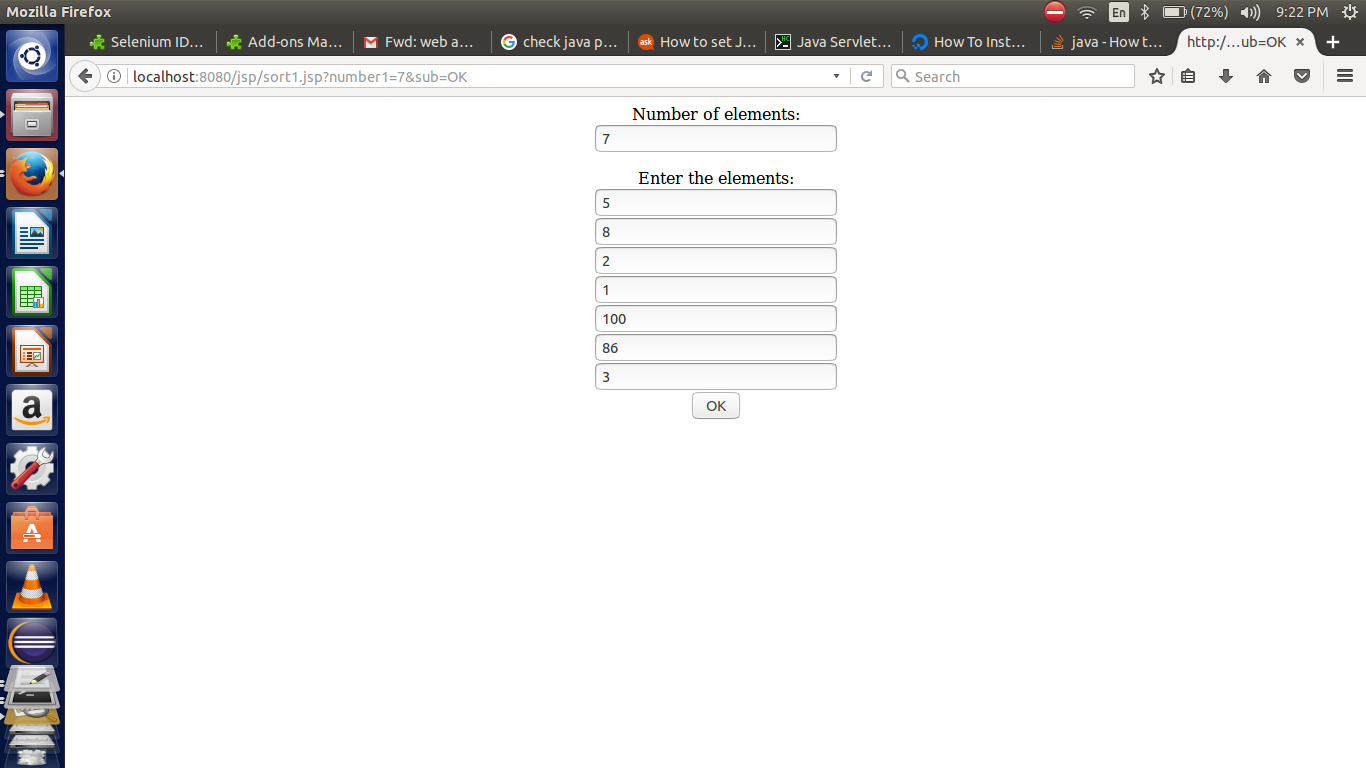 Mozilla Firefox
En
(72%)
9:22 PM
Selenium ID...
Add-ons Ma...
Fwd: web a...
check java p...
ask
How to set J...
Java Servlet...
How To Inst...
java - How t...
http:/...ub=OK
localhost:8080/jsp/sort1.jsp?number1=7&sub=OK
Search
Number of elements:
7
Enter the elements:
5
8
2
1
100
86
3
OK
a
A